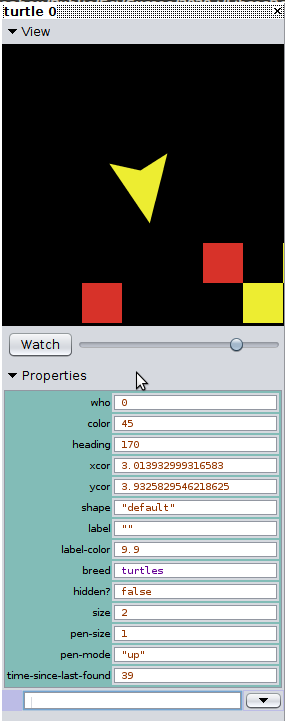 turtle 0
View
Watch
Properties
who 0
color 45
heading 170
xcor 3.013932999316583
ycor 3.9325829546218625
shape "default"
label ""
label-color 9.9
breed turtles
hidden? false
size 2
pen-size 1
pen-mode "up"
time-since-last-found 39